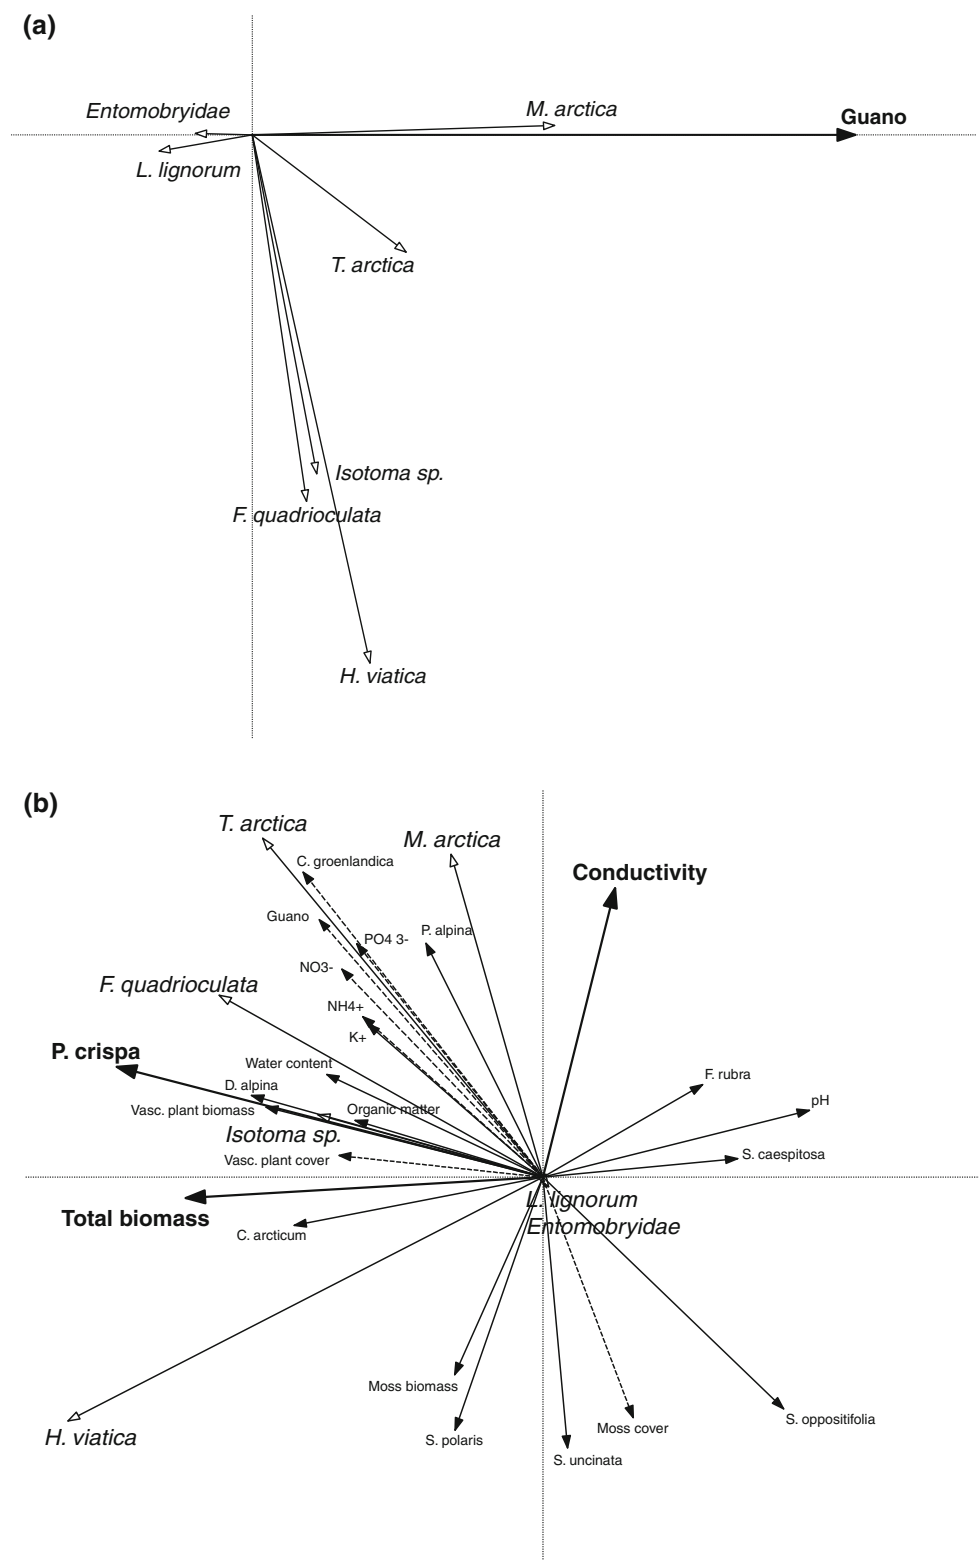 (a)
Entomobryidae
M. arctica
Guano
L. lignorum
T. arctica
Isotoma sp.
F. quadrioculata
H. viatica
(b)
T. arctica
M. arctica
C. groenlandica
Conductivity
Guano
P. alpina
PO4 3-
NO3-
F. quadrioculata
NH4+
K+
P. crispa
Water content
F. rubra
D. alpina
pH
Vasc. plant biomass
Organic matter
Isotoma sp.
S. caespitosa
Vasc. plant cover
L. lignorum
Total biomass
Entomobryidae
C. arcticum
Moss biomass
S. oppositifolia
Moss cover
H. viatica
S. polaris
S. uncinata